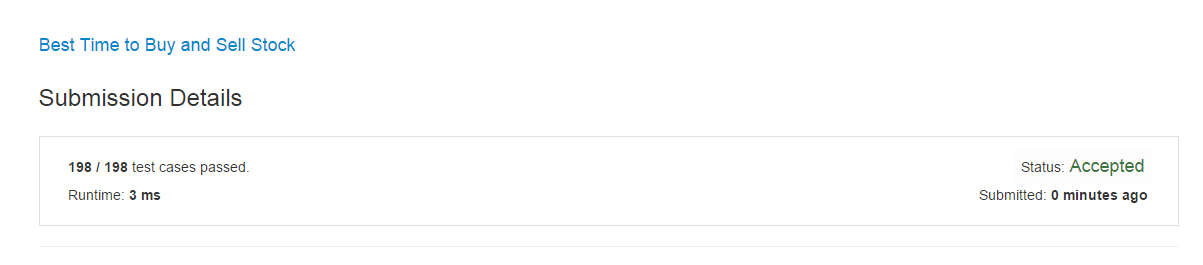 Best Time to Buy and Sell Stock
Submission Details
198 / 198 test cases passed.
Status: Accepted
Runtime: 3 ms
Submitted: 0 minutes ago